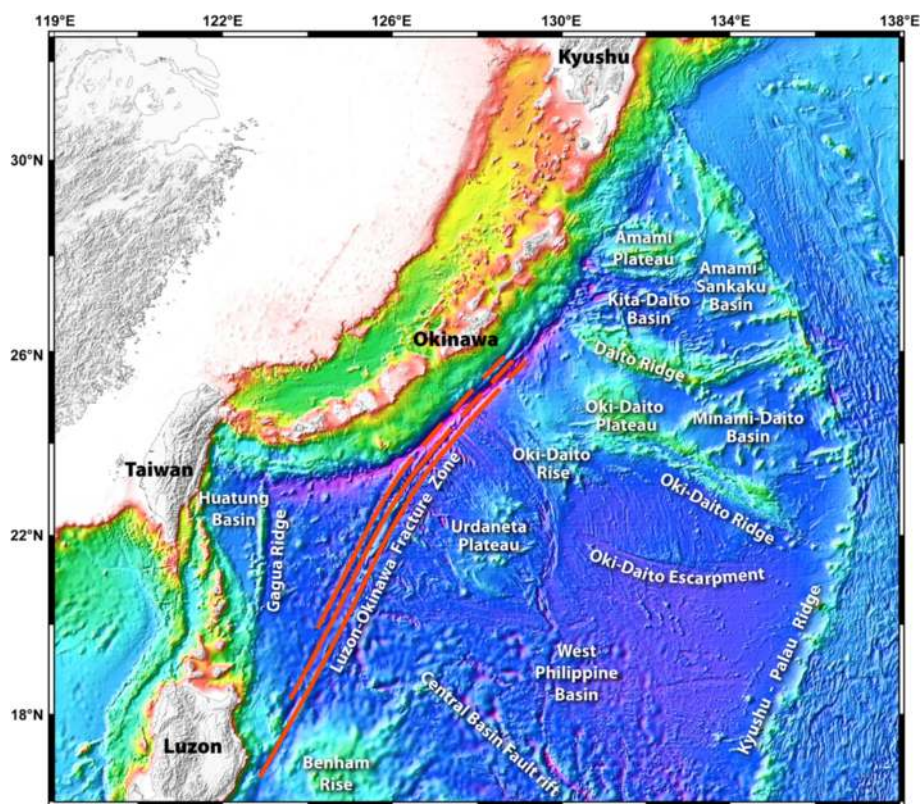 119°E
122°E
126°E
130°E
134°E
138°E
Kyushu
30°N
Amami
Plateau
Amami
Sankaku
Basin
Kita-Daito
Basin
Okinawa
26°N
Daito Ridge
Oki-Daito
Plateau
Minami-Daito
Basin
Taiwan
Oki-Daito
Rise
Huatung
Basin
Oki-Daito Ridge
Urdaneta
Plateau
22°N
Gagua Ridge
Luzon-Okinawa Fracture Zone
Oki-Daito Escarpment
Kyushu - Palau Ridge
West
Philippine
Basin
Central Basin Fault rift
18°N
Luzon
Benham
Rise